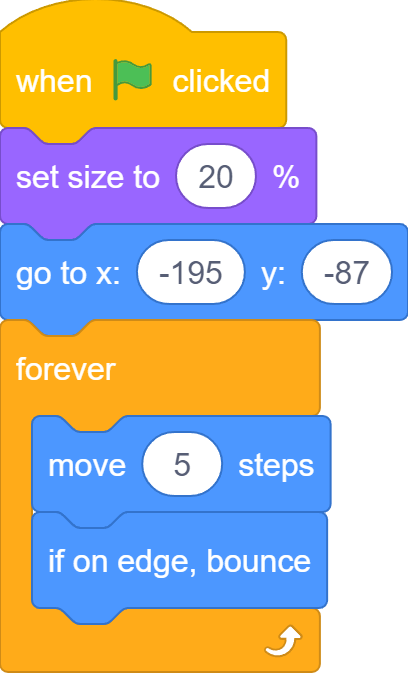 when clicked
set size to 20 %
go to x: -195 y: -87
forever
move 5 steps
if on edge, bounce